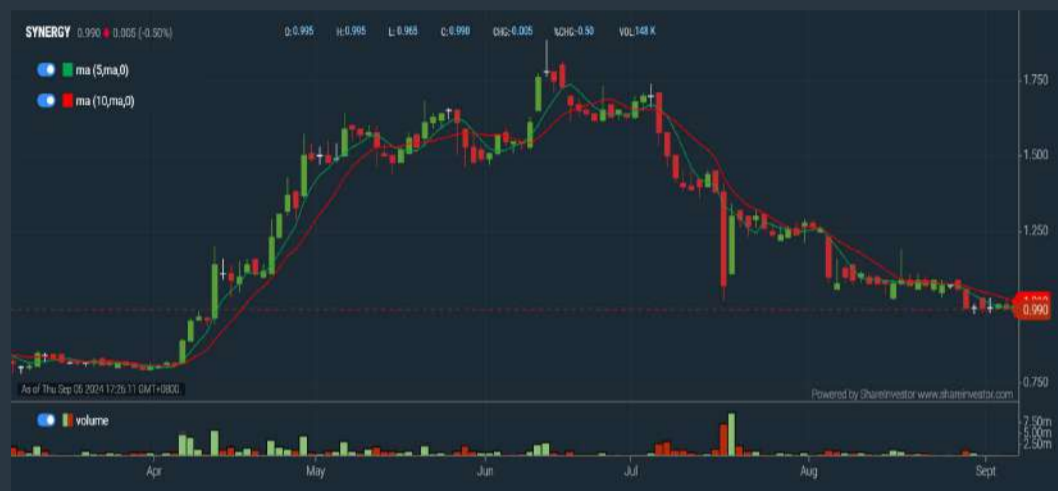 SYNERGY 0.990 0.005 (-0.50%) O:0.995 H:0.995 L:0.965 C:0.990 CHG:-0.005 %CHG:-0.50 VOL:148 K
ma (5,ma,0)
ma (10,ma,0)
1.750
1.500
1.250
0.990
0.750
As of Thu Sep 05 2024 17:26:11 GMT+0800
Powered by ShareInvestor www.shareinvestor.com
volume
7.50m
5.00m
2.50m
Apr May Jun Jul Aug Sept